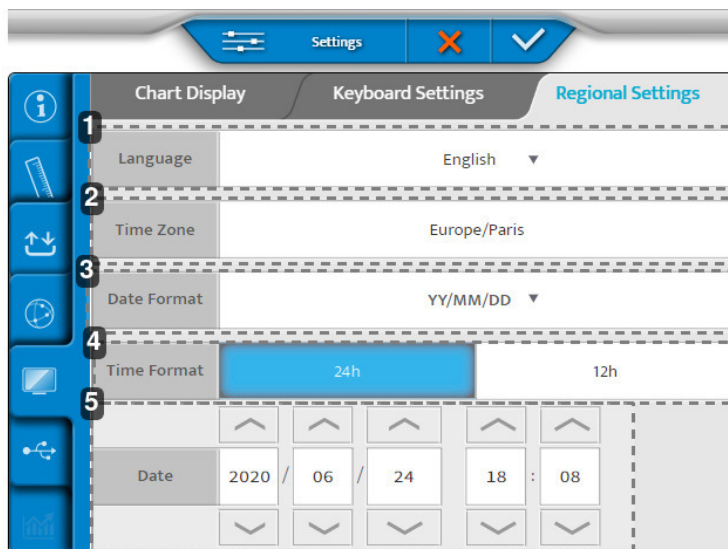 Settings
Chart Display Keyboard Settings Regional Settings
1
Language English
2
Time Zone Europe/Paris
3
Date Format YY/MM/DD
4
Time Format 24h 12h
5
Date 2020 / 06 / 24 18 : 08